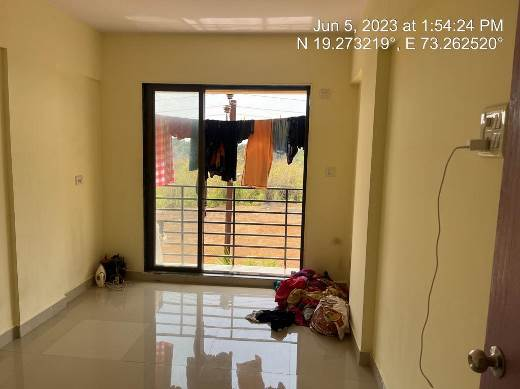 Jun 5, 2023 at 1:54:24 PM
N 19.273219°, E 73.262520°